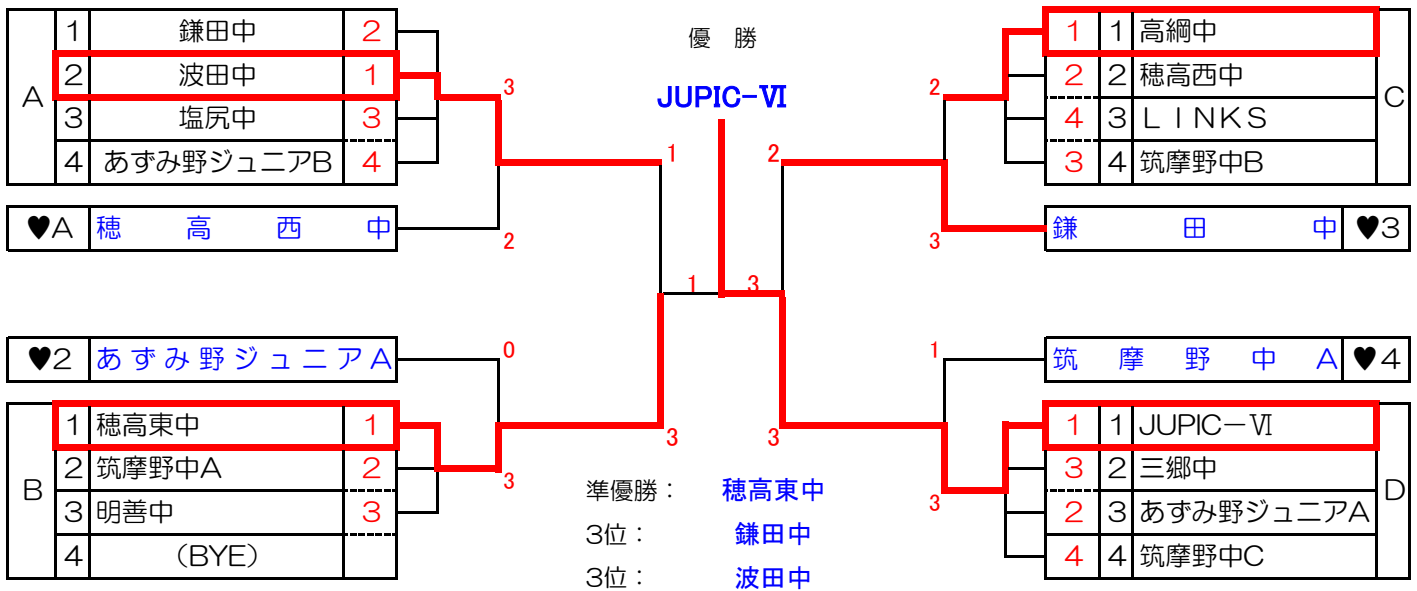 優 勝
JUPIC-Ⅵ
A
1 鎌田中 2
2 波田中 1
3 塩尻中 3
4 あずみ野ジュニアB 4
♥A 穂高西中
3
2
1
♥2 あずみ野ジュニアA
B
1 穂高東中 1
2 筑摩野中A 2
3 明善中 3
4 (BYE)
0
3
3
1 3
1 1 高綱中
2 2 穂高西中
4 3 LINKS
3 4 筑摩野中B
C
鎌田中 ♥3
2
3
2
筑摩野中A ♥4
1 1 JUPIC-Ⅵ
3 2 三郷中
2 3 あずみ野ジュニアA
4 4 筑摩野中C
D
1
3
3
準優勝: 穂高東中
3位: 鎌田中
3位: 波田中